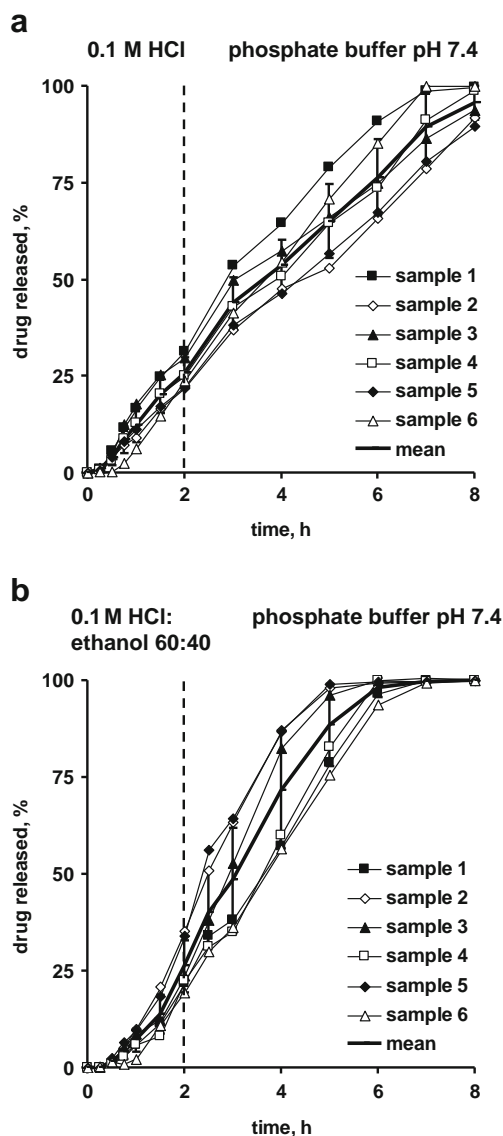 a
0.1 M HCl phosphate buffer pH 7.4
100
75
50
25
0
drug released, %
sample 1
sample 2
sample 3
sample 4
sample 5
sample 6
mean
0 2 4 6 8
time, h
b
0.1 M HCl: phosphate buffer pH 7.4
ethanol 60:40
100
75
50
25
0
drug released, %
sample 1
sample 2
sample 3
sample 4
sample 5
sample 6
mean
0 2 4 6 8
time, h